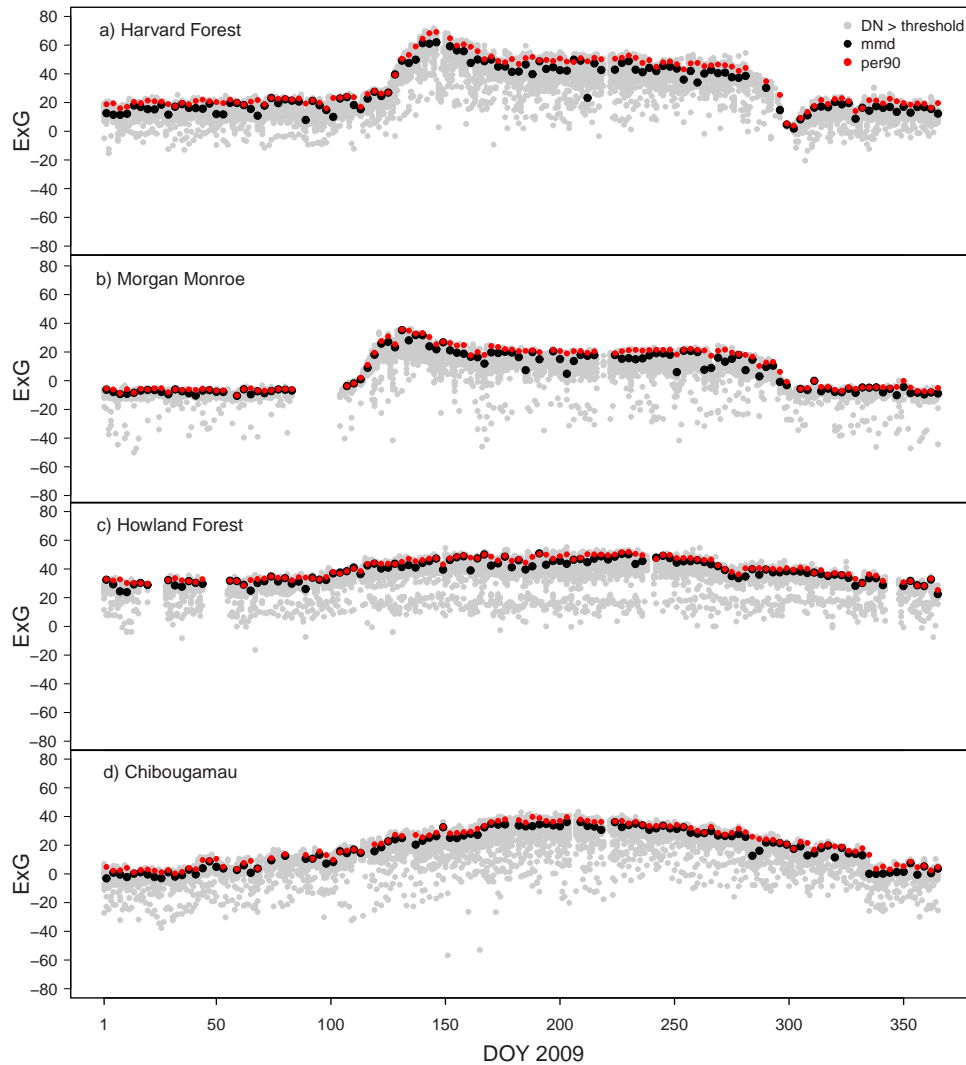 a) Harvard Forest
DN > threshold
mmd
per90
80
60
40
20
0
−20
−40
−60
−80
ExG
b) Morgan Monroe
80
60
40
20
0
−20
−40
−60
−80
ExG
c) Howland Forest
80
60
40
20
0
−20
−40
−60
−80
ExG
d) Chibougamau
80
60
40
20
0
−20
−40
−60
−80
ExG
1 50 100 150 200 250 300 350
DOY 2009